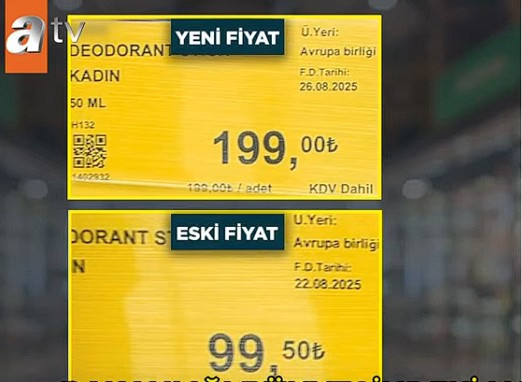 atv
YENİ FİYAT
DEODORANT
KADIN
50 ML
H132
1402932
Ü.Yeri:
Avrupa birliği
F.D.Tarihi:
26.08.2025
199,00₺
199,00₺ / adet
KDV Dahil
ESKİ FİYAT
DORANT S
N
U.Yeri:
Avrupa birliği
F.D.Tarihi:
22.08.2025
99,50₺